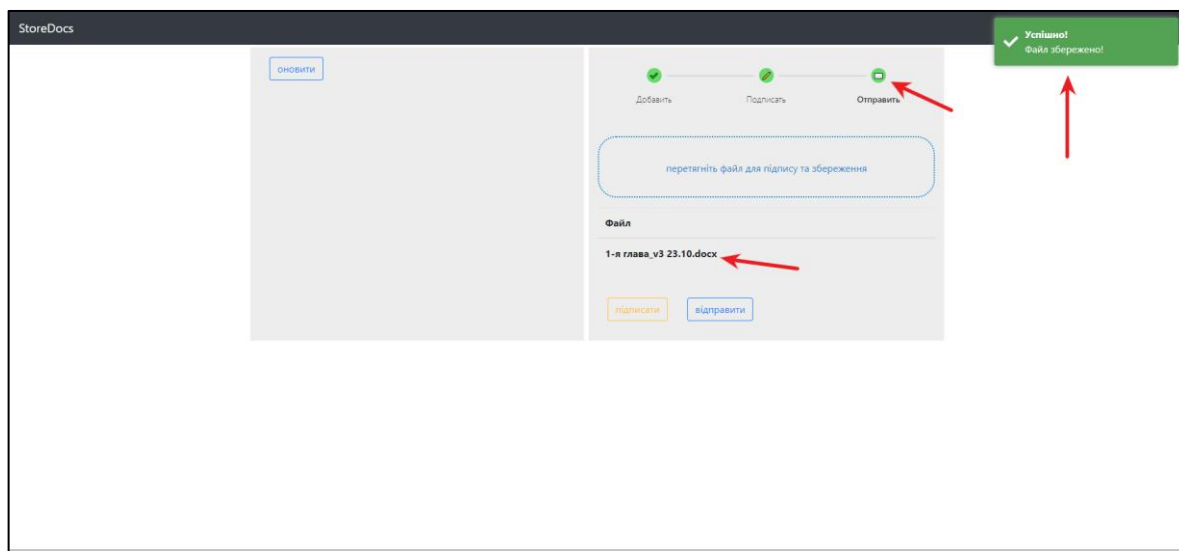 StoreDocs
Успішно!
Файл збережено!
оновити
Добавить
Подписать
Отправить
перетягніть файл для підпису та збереження
Файл
1-я глава_v3 23.10.docx
підписати
відправити